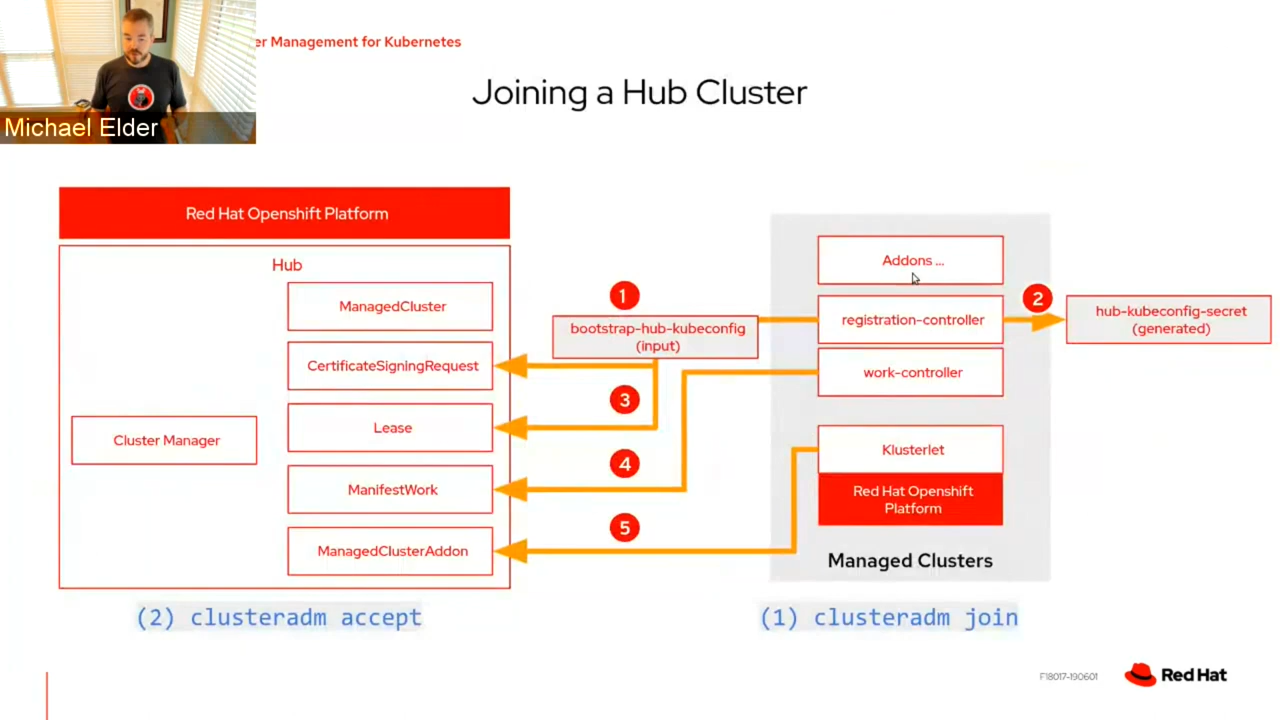 Michael Elder
er Management for Kubernetes
Joining a Hub Cluster
Red Hat Openshift Platform
Hub
ManagedCluster
CertificateSigningRequest
Lease
Cluster Manager
ManifestWork
ManagedClusterAddon
(2) clusteradm accept
1
bootstrap-hub-kubeconfig
(input)
3
4
5
Addons ...
registration-controller
work-controller
Klusterlet
Red Hat Openshift
Platform
Managed Clusters
(1) clusteradm join
2
hub-kubeconfig-secret
(generated)
F18017-190601
Red Hat